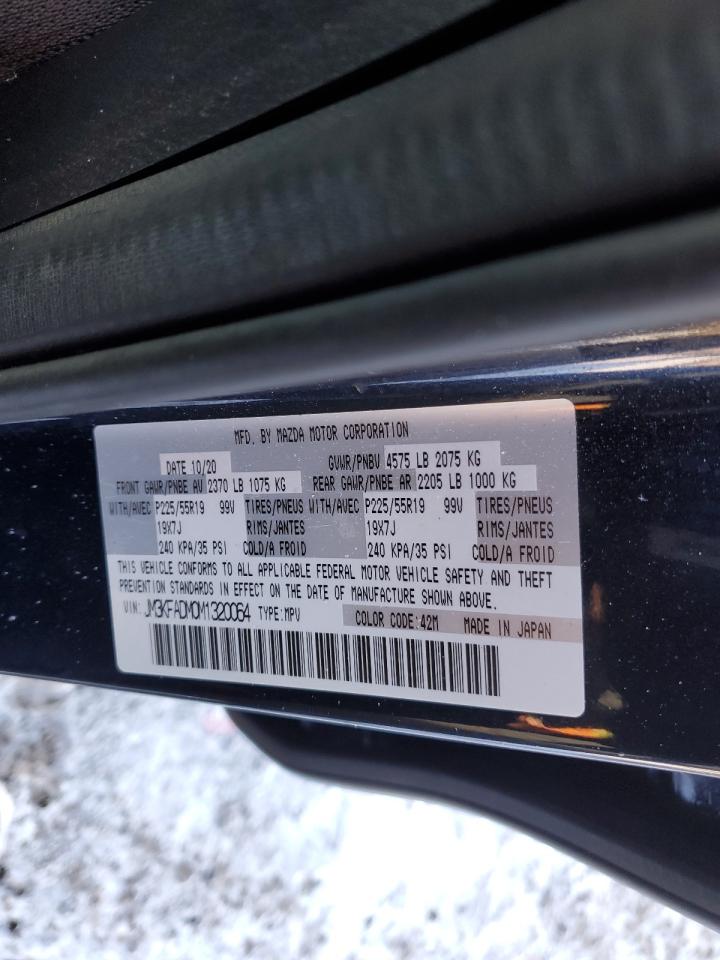 MFD. BY MAZDA MOTOR CORPORATION
DATE 10/20 GVWR/PNBV 4575 LB 2075 KG
FRONT GAWR/PNBE AV 2370 LB 1075 KG REAR GAWR/PNBE AR 2205 LB 1000 KG
WITH/AVEC P225/55R19 99V TIRES/PNEUS WITH/AVEC P225/55R19 99V TIRES/PNEUS
19X7J RIMS/JANTES 19X7J RIMS/JANTES
240 KPA/35 PSI COLD/A FROID 240 KPA/35 PSI COLD/A FROID
THIS VEHICLE CONFORMS TO ALL APPLICABLE FEDERAL MOTOR VEHICLE SAFETY AND THEFT
PREVENTION STANDARDS IN EFFECT ON THE DATE OF MANUFACTURE SHOWN ABOVE.
VIN: JM3KFADM0M1320064 TYPE:MPV COLOR CODE:42M MADE IN JAPAN